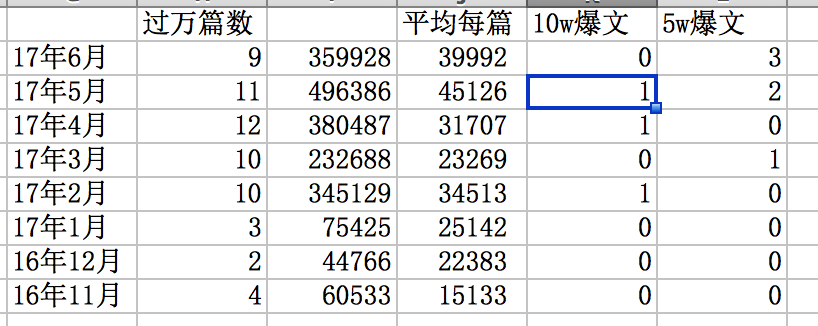 过万篇数 平均每篇 10w爆文 5w爆文
17年6月 9 359928 39992 0 3
17年5月 11 496386 45126 1 2
17年4月 12 380487 31707 1 0
17年3月 10 232688 23269 0 1
17年2月 10 345129 34513 1 0
17年1月 3 75425 25142 0 0
16年12月 2 44766 22383 0 0
16年11月 4 60533 15133 0 0